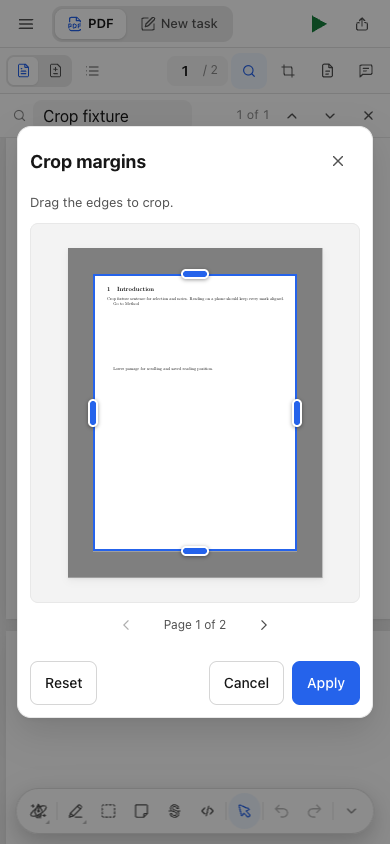 PDF
New task
1 / 2
Crop fixture
1 of 1
Crop margins
Drag the edges to crop.
1 Introduction
Crop fixture sentence for selection and notes. Reading on a phone should keep every mark aligned.
Go to Method
Lower passage for scrolling and saved reading position.
Page 1 of 2
Reset
Cancel
Apply